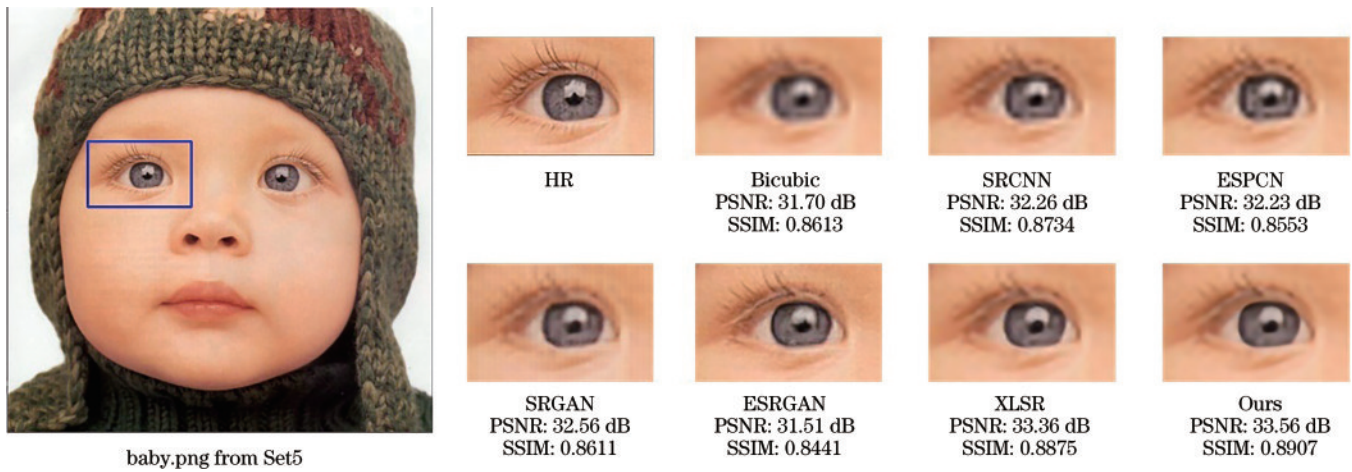 HR
Bicubic
PSNR: 31.70 dB
SSIM: 0.8613
SRCNN
PSNR: 32.26 dB
SSIM: 0.8734
ESPCN
PSNR: 32.23 dB
SSIM: 0.8553
SRGAN
PSNR: 32.56 dB
SSIM: 0.8611
ESRGAN
PSNR: 31.51 dB
SSIM: 0.8441
XLSR
PSNR: 33.36 dB
SSIM: 0.8875
Ours
PSNR: 33.56 dB
SSIM: 0.8907
baby.png from Set5